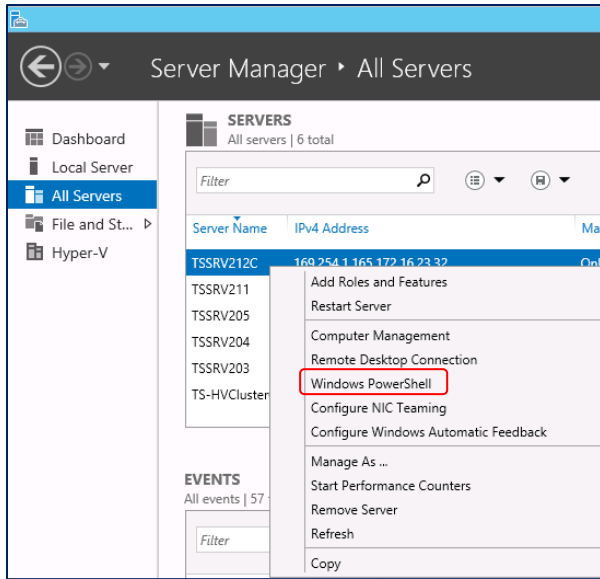 Server Manager ‣ All Servers
Dashboard
Local Server
All Servers
File and St...
Hyper-V
SERVERS
All servers | 6 total
Filter
Server Name IPv4 Address Ma
TSSRV212C 169.254.1.165,172.16.23.32 Onl
TSSRV211
TSSRV205
TSSRV204
TSSRV203
TS-HVCluster
Add Roles and Features
Restart Server
Computer Management
Remote Desktop Connection
Windows PowerShell
Configure NIC Teaming
Configure Windows Automatic Feedback
Manage As ...
Start Performance Counters
Remove Server
Refresh
Copy
EVENTS
All events | 57
Filter